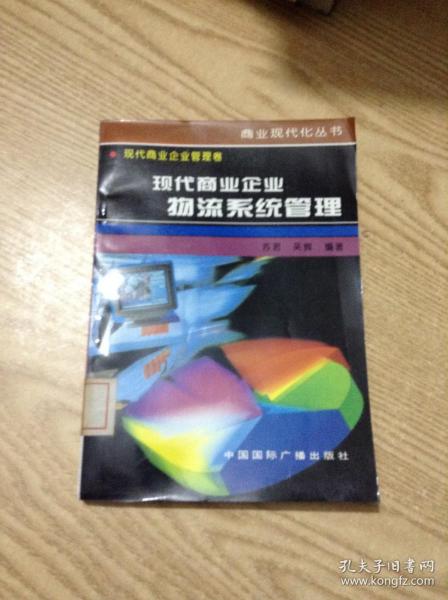 商业现代化丛书
现代商业企业管理卷
现代商业企业
物流系统管理
苏君 吴辉 编著
中国国际广播出版社
孔夫子旧书网
www.kongfz.com